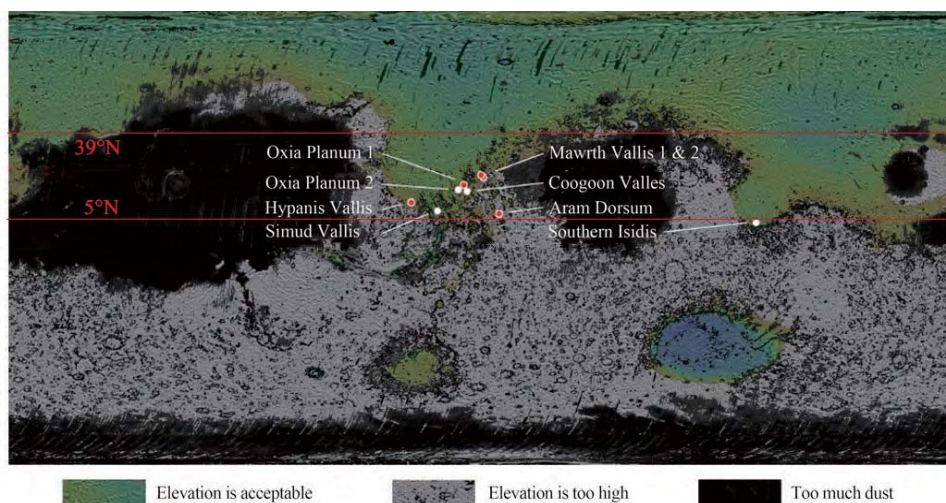 39°N
Oxia Planum 1
Mawrth Vallis 1 & 2
Oxia Planum 2
Coogoon Valles
5°N
Hypanis Vallis
Aram Dorsum
Simud Vallis
Southern Isidis
Elevation is acceptable
Elevation is too high
Too much dust